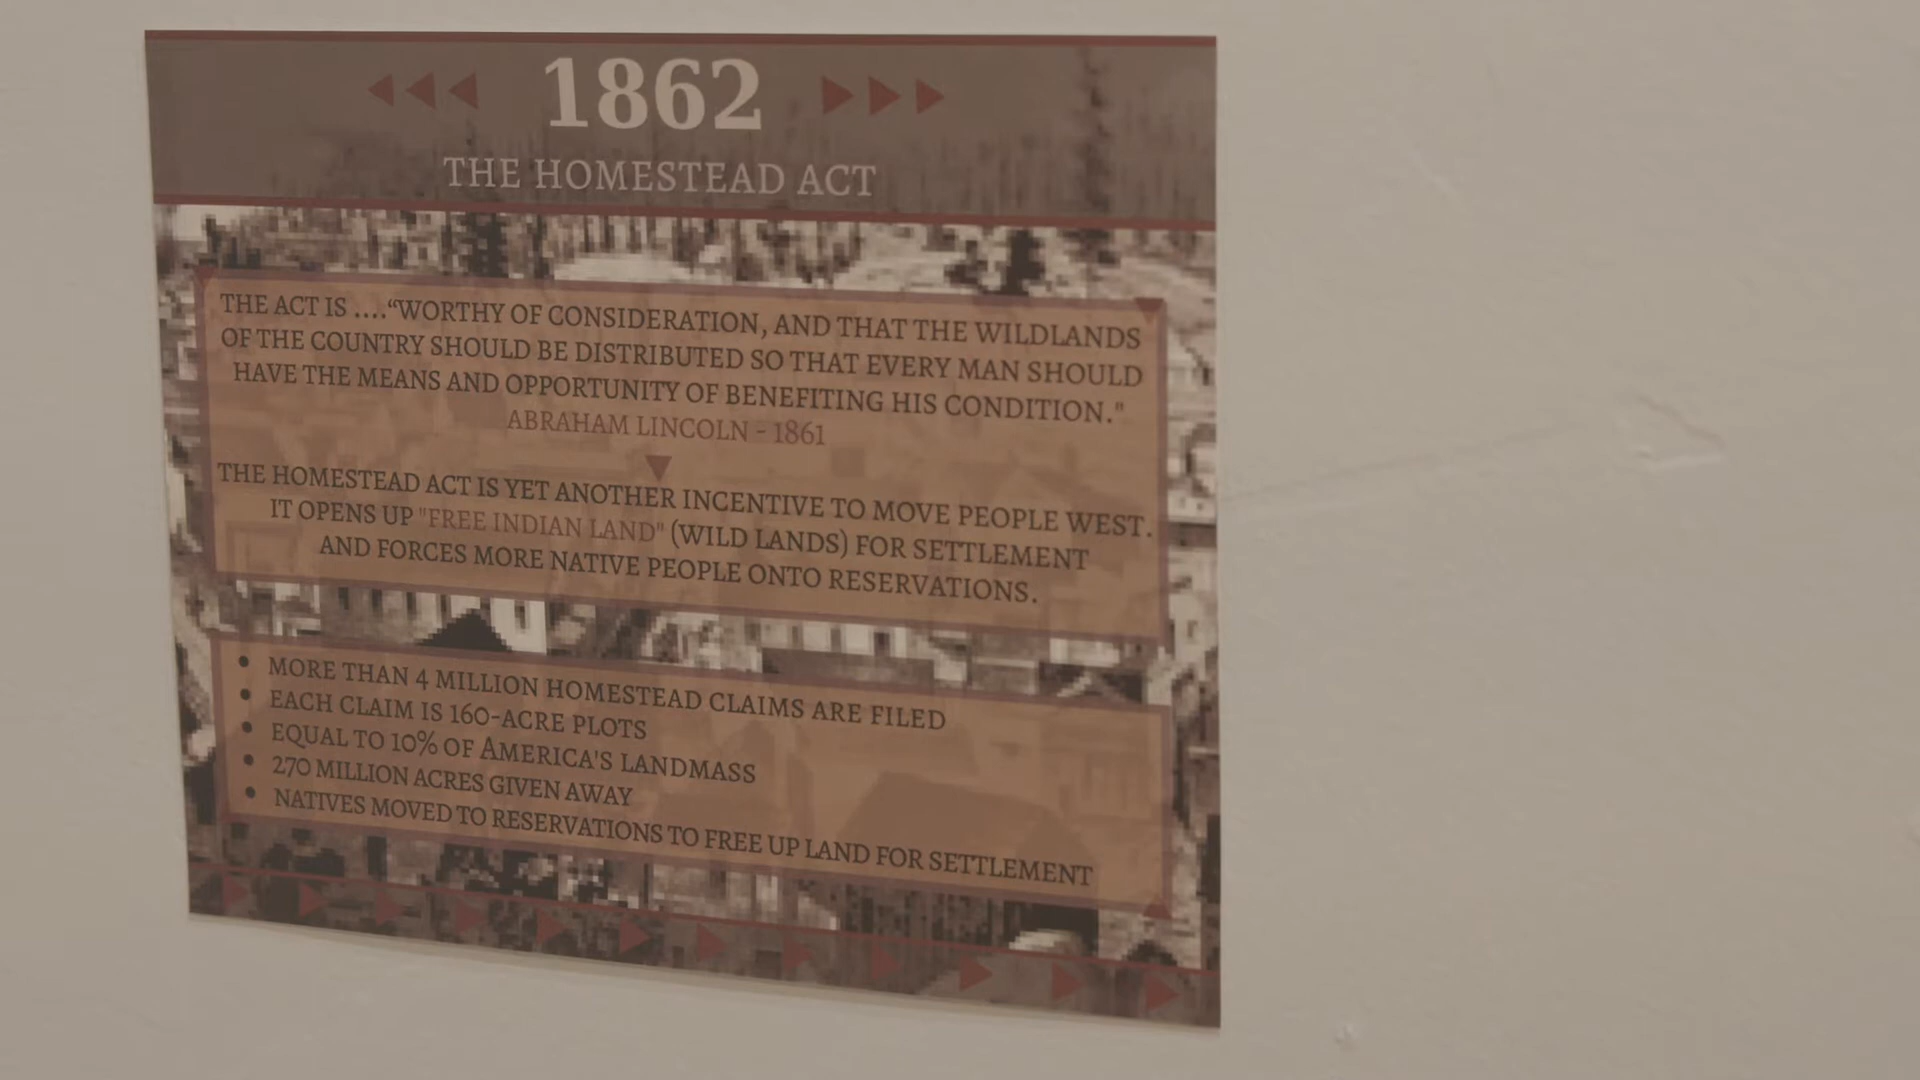 1862
THE HOMESTEAD ACT
THE ACT IS ....“WORTHY OF CONSIDERATION, AND THAT THE WILDLANDS
OF THE COUNTRY SHOULD BE DISTRIBUTED SO THAT EVERY MAN SHOULD
HAVE THE MEANS AND OPPORTUNITY OF BENEFITING HIS CONDITION."
ABRAHAM LINCOLN - 1861
THE HOMESTEAD ACT IS YET ANOTHER INCENTIVE TO MOVE PEOPLE WEST.
IT OPENS UP "FREE INDIAN LAND" (WILD LANDS) FOR SETTLEMENT
AND FORCES MORE NATIVE PEOPLE ONTO RESERVATIONS.
• MORE THAN 4 MILLION HOMESTEAD CLAIMS ARE FILED
• EACH CLAIM IS 160-ACRE PLOTS
• EQUAL TO 10% OF AMERICA'S LANDMASS
• 270 MILLION ACRES GIVEN AWAY
• NATIVES MOVED TO RESERVATIONS TO FREE UP LAND FOR SETTLEMENT